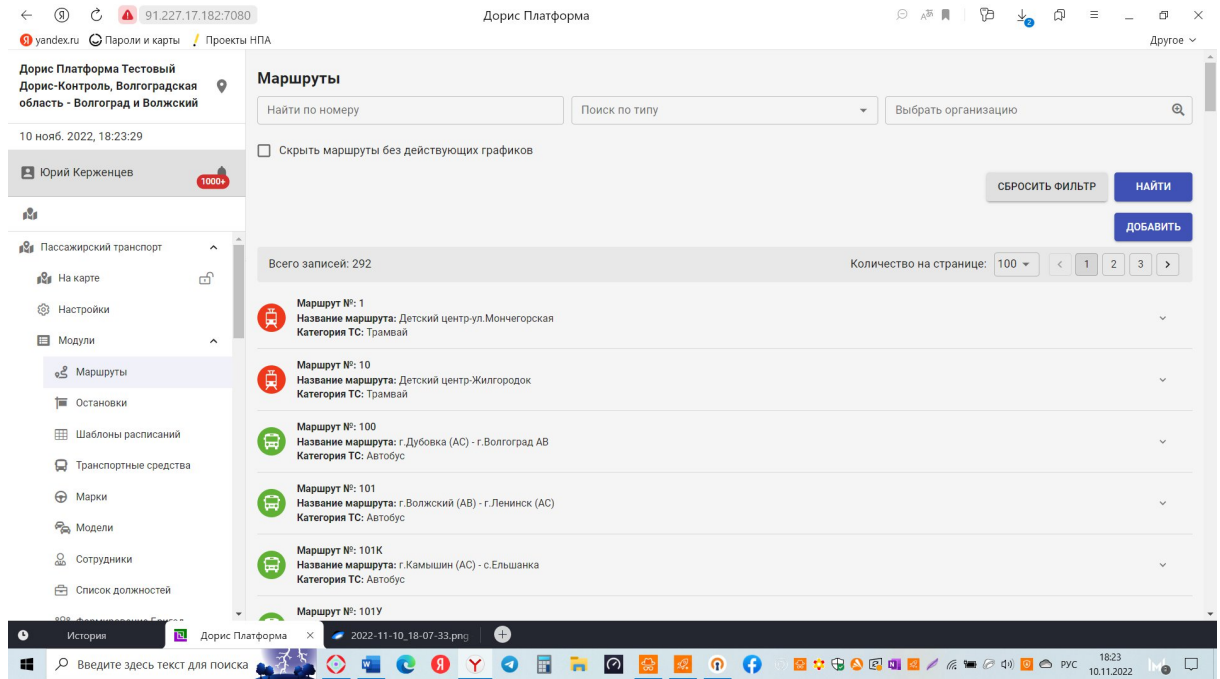 91.227.17.182:7080
Дорис Платформа
yandex.ru
Пароли и карты
Проекты НПА
Другое
Дорис Платформа Тестовый
Дорис-Контроль, Волгоградская
область - Волгоград и Волжский
10 нояб. 2022, 18:23:29
Юрий Керженцев
1000+
Пассажирский транспорт
На карте
Настройки
Модули
Маршруты
Остановки
Шаблоны расписаний
Транспортные средства
Марки
Модели
Сотрудники
Список должностей
Маршруты
Найти по номеру
Поиск по типу
Выбрать организацию
Скрыть маршруты без действующих графиков
СБРОСИТЬ ФИЛЬТР
НАЙТИ
ДОБАВИТЬ
Всего записей: 292
Количество на странице: 100
1 2 3
Маршрут №: 1
Название маршрута: Детский центр-ул.Мончегорская
Категория ТС: Трамвай
Маршрут №: 10
Название маршрута: Детский центр-Жилгородок
Категория ТС: Трамвай
Маршрут №: 100
Название маршрута: г.Дубовка (АС) - г.Волгоград АВ
Категория ТС: Автобус
Маршрут №: 101
Название маршрута: г.Волжский (АВ) - г.Ленинск (АС)
Категория ТС: Автобус
Маршрут №: 101К
Название маршрута: г.Камышин (АС) - с.Ельшанка
Категория ТС: Автобус
Маршрут №: 101У
История
Дорис Платформа
2022-11-10_18-07-33.png
Введите здесь текст для поиска
РУС
18:23
10.11.2022